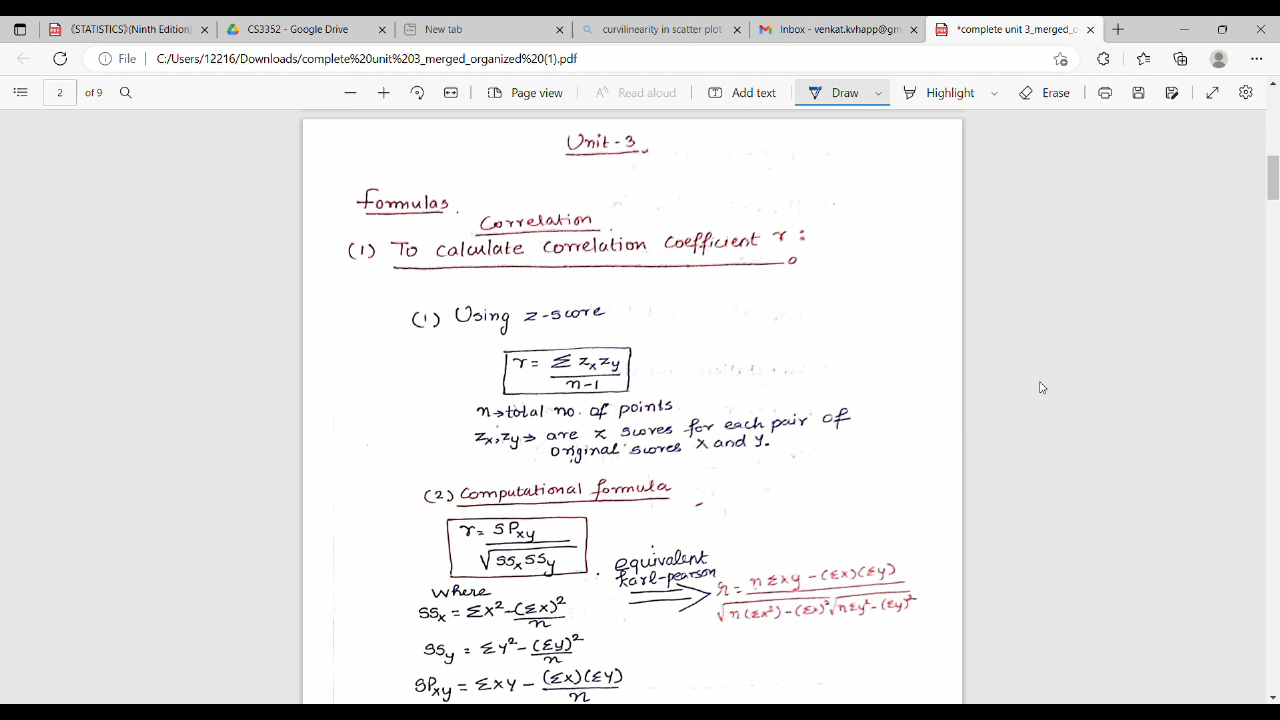 《STATISTICS》(Ninth Edition)
CS3352 - Google Drive
New tab
curvilinearity in scatter plot
Inbox - venkat.kvhapp@gm
*complete unit 3_merged_o
File
C:/Users/12216/Downloads/complete%20unit%203_merged_organized%20(1).pdf
2 of 9
Page view
Read aloud
Add text
Draw
Highlight
Erase
Unit - 3
Formulas
Correlation
(1) To calculate correlation coefficient r :
(1) Using z-score
r = Σ ZxZy / n-1
n→total no. of points
Zx, Zy → are z scores for each pair of
original scores X and Y.
(2) Computational formula
r = SPxy / √SSx SSy
equivalent
karl-pearson
r = nΣxy - (Σx)(Σy) / √n(Σx²) - (Σx)² √nΣy² - (Σy)²
where
SSx = Σx² - (Σx)² / n
SSy = Σy² - (Σy)² / n
SPxy = Σxy - (Σx)(Σy) / n